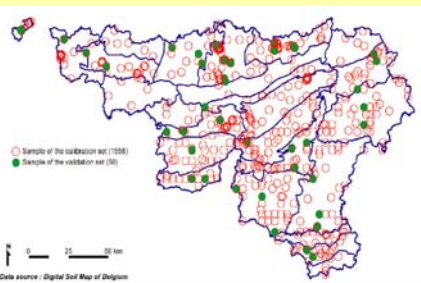 Sample of the calibration set (1558)
Sample of the validation set (50)
N
0 25 50 km
Data source : Digital Soil Map of Belgium